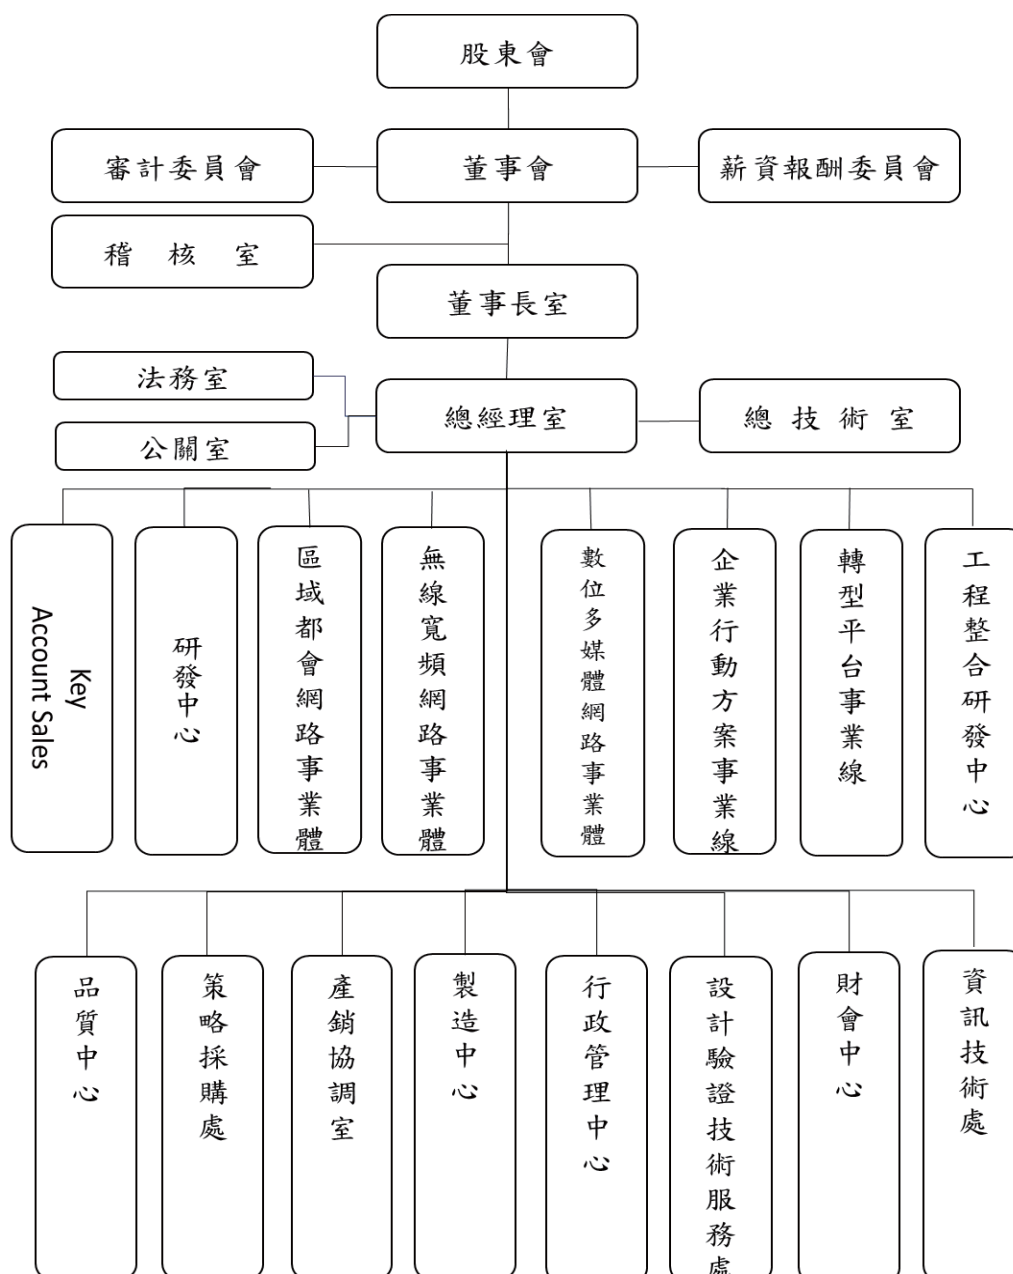 股東會
審計委員會
董事會
薪資報酬委員會
稽核室
董事長室
法務室
總經理室
總技術室
公關室
Key
Account Sales
研發中心
區域都會網路事業體
無線寬頻網路事業體
數位多媒體網路事業體
企業行動方案事業線
轉型平台事業線
工程整合研發中心
品質中心
策略採購處
產銷協調室
製造中心
行政管理中心
設計驗證技術服務處
財會中心
資訊技術處